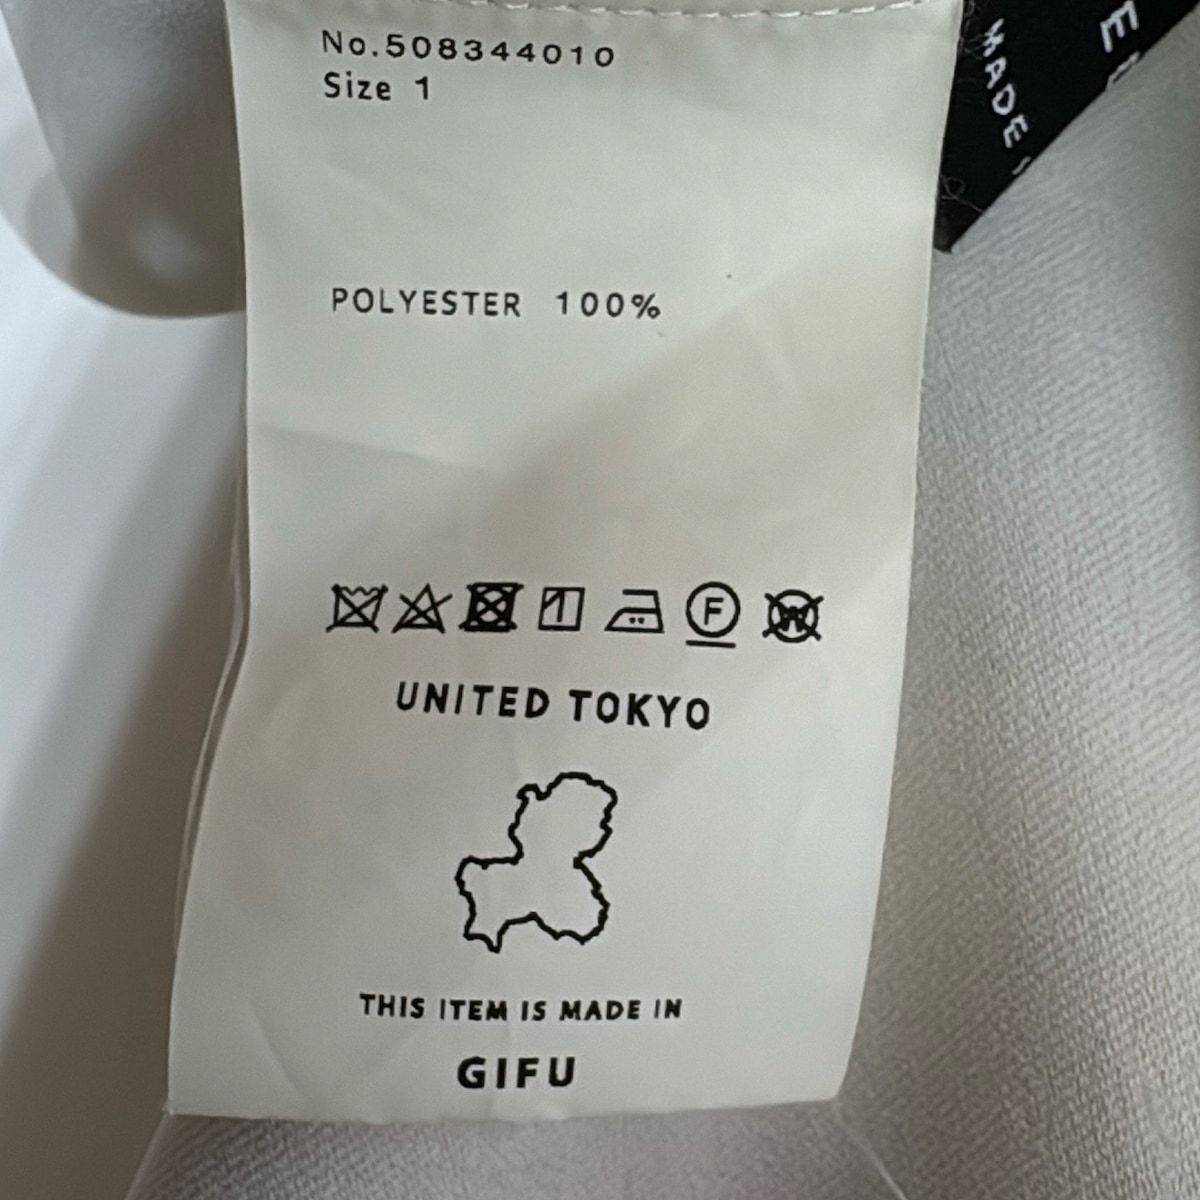 No.508344010
Size 1
MADE
POLYESTER 100%
F
W
UNITED TOKYO
THIS ITEM IS MADE IN
GIFU